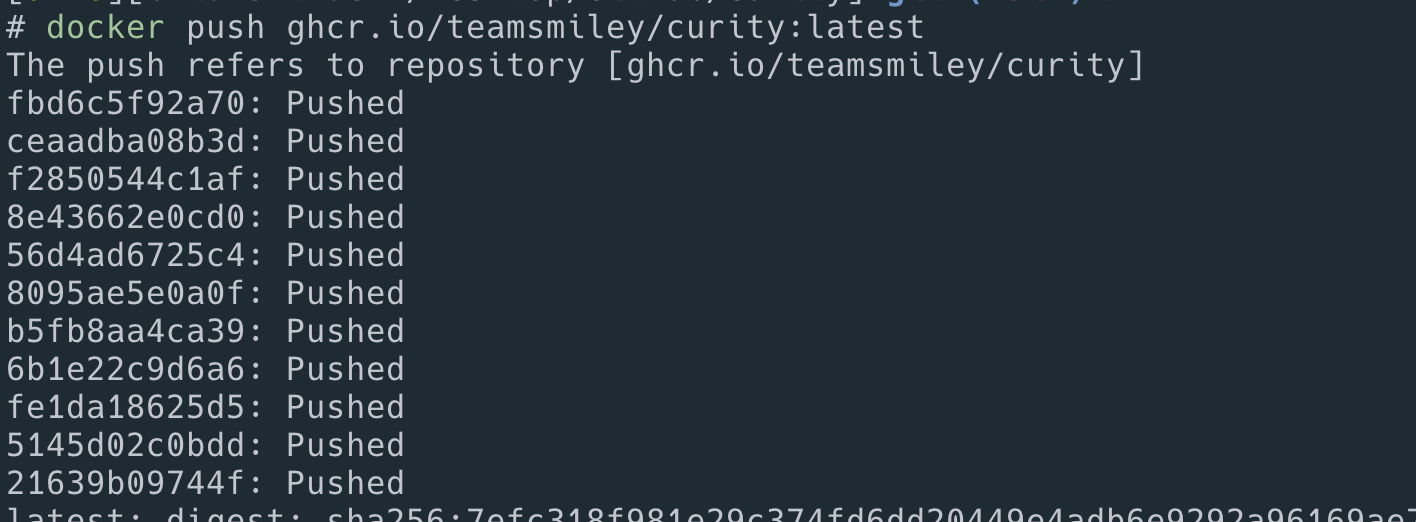 # docker push ghcr.io/teamsmiley/curity:latest
The push refers to repository [ghcr.io/teamsmiley/curity]
fbd6c5f92a70: Pushed
ceaadba08b3d: Pushed
f2850544c1af: Pushed
8e43662e0cd0: Pushed
56d4ad6725c4: Pushed
8095ae5e0a0f: Pushed
b5fb8aa4ca39: Pushed
6b1e22c9d6a6: Pushed
fe1da18625d5: Pushed
5145d02c0bdd: Pushed
21639b09744f: Pushed
latest: digest: